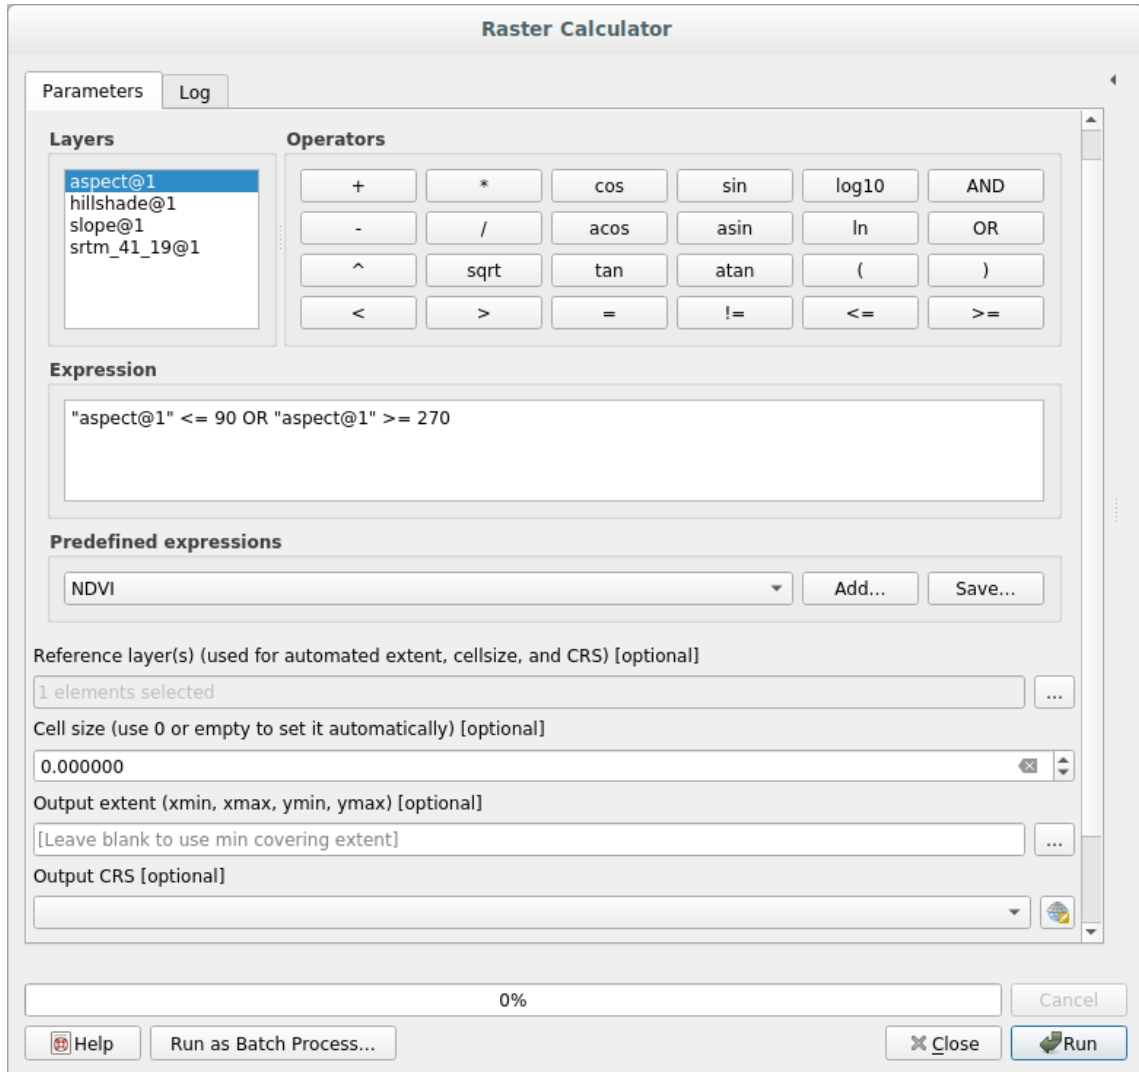 Raster Calculator
Parameters Log
Layers Operators
aspect@1
hillshade@1
slope@1
srtm_41_19@1
+ * cos sin log10 AND
- / acos asin ln OR
^ sqrt tan atan ( )
< > = != <= >=
Expression
"aspect@1" <= 90 OR "aspect@1" >= 270
Predefined expressions
NDVI Add... Save...
Reference layer(s) (used for automated extent, cellsize, and CRS) [optional]
1 elements selected ...
Cell size (use 0 or empty to set it automatically) [optional]
0.000000
Output extent (xmin, xmax, ymin, ymax) [optional]
[Leave blank to use min covering extent] ...
Output CRS [optional]
0% Cancel
Help Run as Batch Process... Close Run